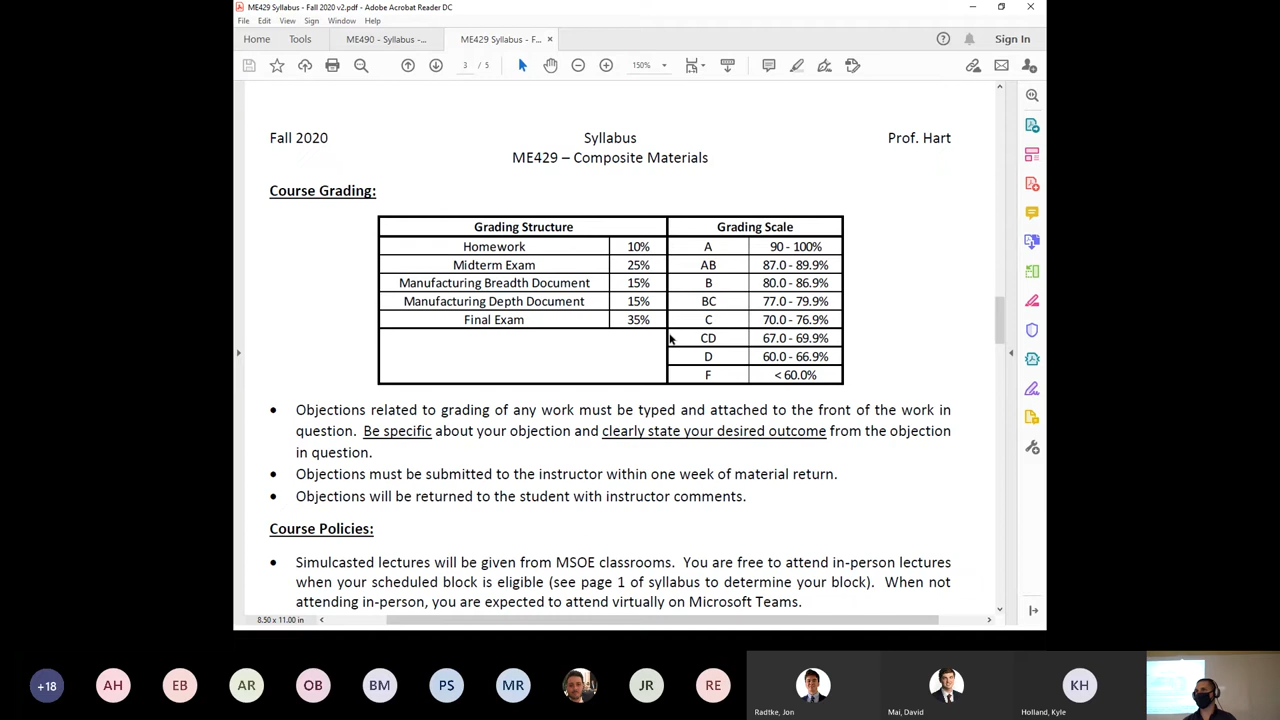 ME429 Syllabus - Fall 2020 v2.pdf - Adobe Acrobat Reader DC
File Edit View Sign Window Help
Home Tools ME490 - Syllabus -... ME429 Syllabus - F... × Sign In
3 / 5 150%
Fall 2020 Syllabus Prof. Hart
ME429 – Composite Materials
Course Grading:
Grading Structure Grading Scale
Homework 10% A 90 - 100%
Midterm Exam 25% AB 87.0 - 89.9%
Manufacturing Breadth Document 15% B 80.0 - 86.9%
Manufacturing Depth Document 15% BC 77.0 - 79.9%
Final Exam 35% C 70.0 - 76.9%
CD 67.0 - 69.9%
D 60.0 - 66.9%
F < 60.0%
• Objections related to grading of any work must be typed and attached to the front of the work in
question. Be specific about your objection and clearly state your desired outcome from the objection
in question.
• Objections must be submitted to the instructor within one week of material return.
• Objections will be returned to the student with instructor comments.
Course Policies:
• Simulcasted lectures will be given from MSOE classrooms. You are free to attend in-person lectures
when your scheduled block is eligible (see page 1 of syllabus to determine your block). When not
attending in-person, you are expected to attend virtually on Microsoft Teams.
8.50 x 11.00 in
+18 AH EB AR OB BM PS MR JR RE KH
Radtke, Jon Mai, David Holland, Kyle